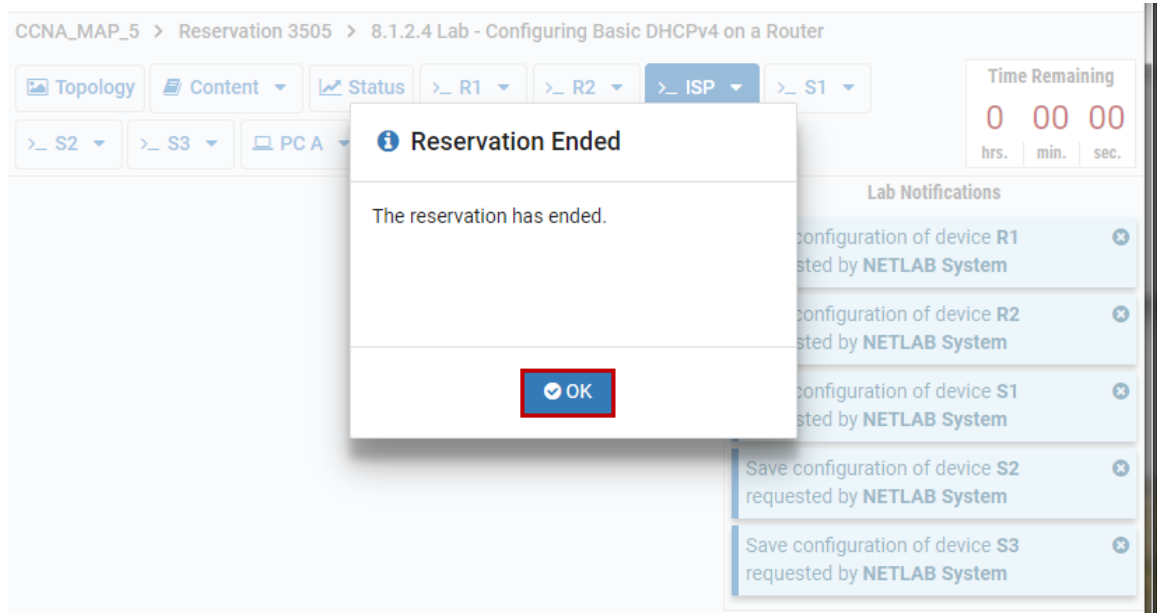 CCNA_MAP_5 > Reservation 3505 > 8.1.2.4 Lab - Configuring Basic DHCPv4 on a Router
Topology Content Status >_ R1 >_ R2 >_ ISP >_ S1
>_ S2 >_ S3 PC A
Time Remaining
0 00 00
hrs. min. sec.
Reservation Ended
The reservation has ended.
OK
Lab Notifications
configuration of device R1
sted by NETLAB System
configuration of device R2
sted by NETLAB System
configuration of device S1
sted by NETLAB System
Save configuration of device S2
requested by NETLAB System
Save configuration of device S3
requested by NETLAB System